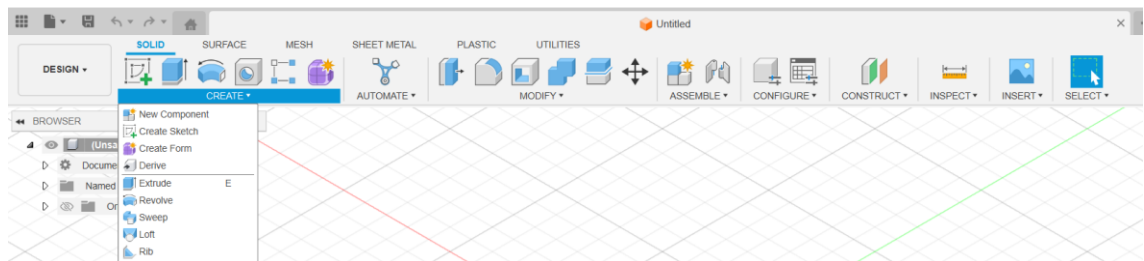 Untitled
SOLID SURFACE MESH SHEET METAL PLASTIC UTILITIES
DESIGN
CREATE AUTOMATE MODIFY ASSEMBLE CONFIGURE CONSTRUCT INSPECT INSERT SELECT
BROWSER
(Unsa
Docume
Named
Or
New Component
Create Sketch
Create Form
Derive
Extrude E
Revolve
Sweep
Loft
Rib